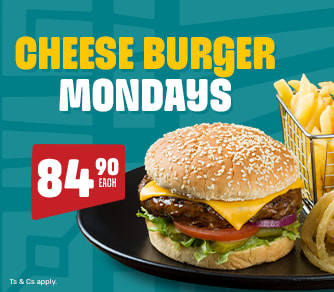 CHEESE BURGER
MONDAYS
84 90
EACH
Ts & Cs apply.